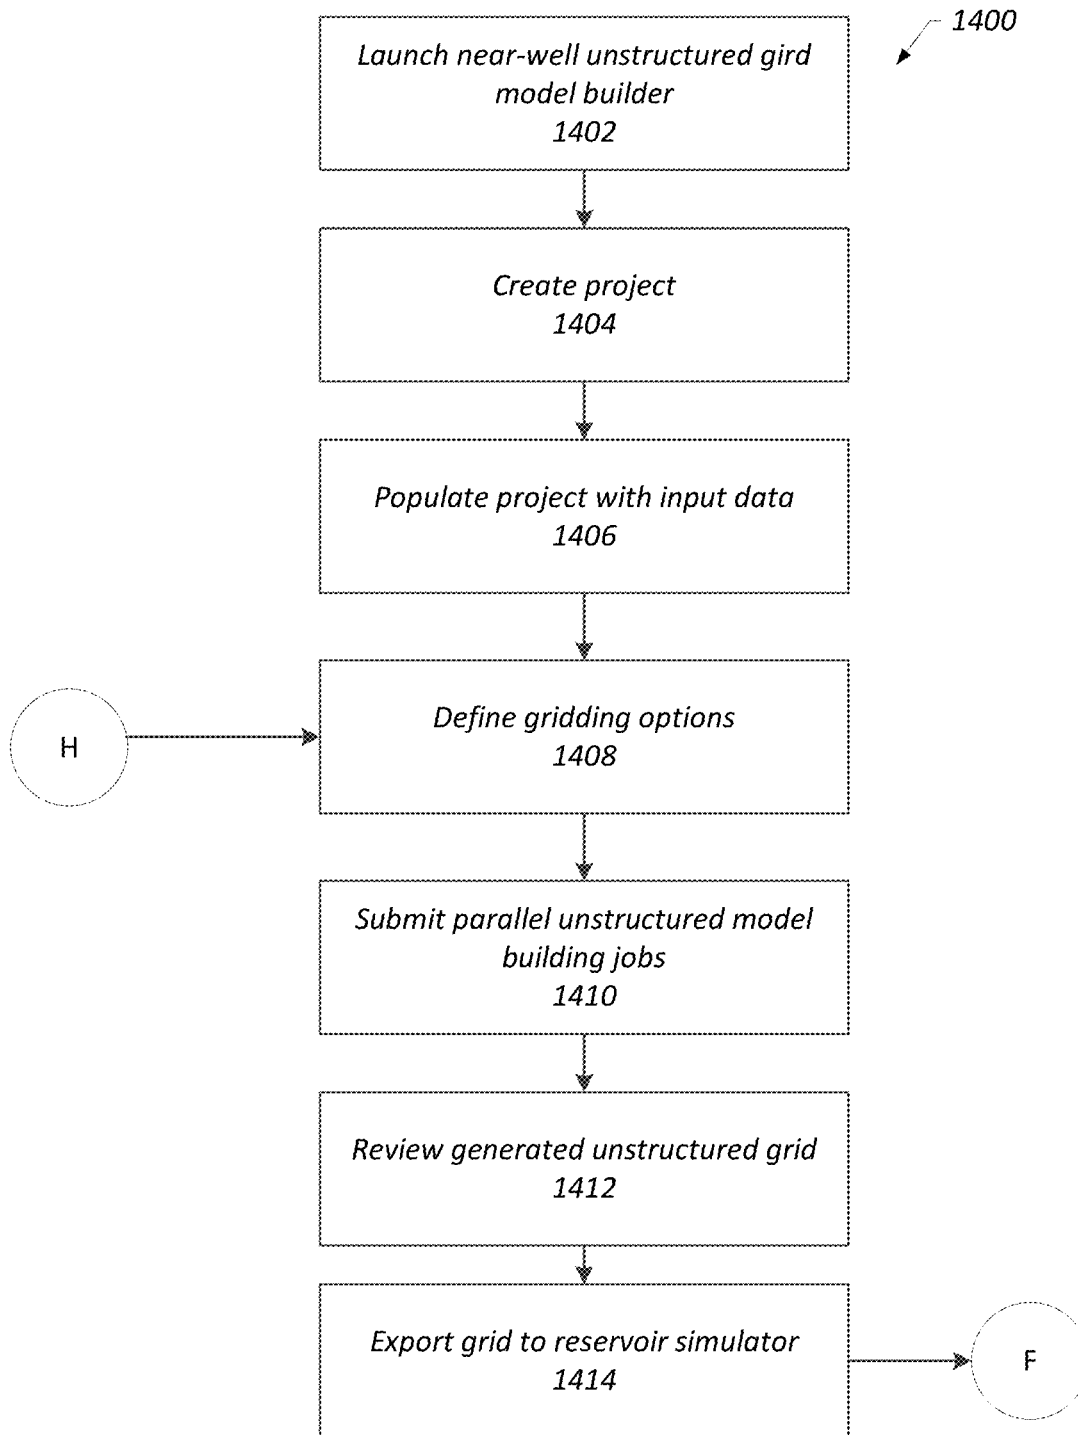 1400
Launch near-well unstructured gird
model builder
1402
Create project
1404
Populate project with input data
1406
H
Define gridding options
1408
Submit parallel unstructured model
building jobs
1410
Review generated unstructured grid
1412
Export grid to reservoir simulator
1414
F